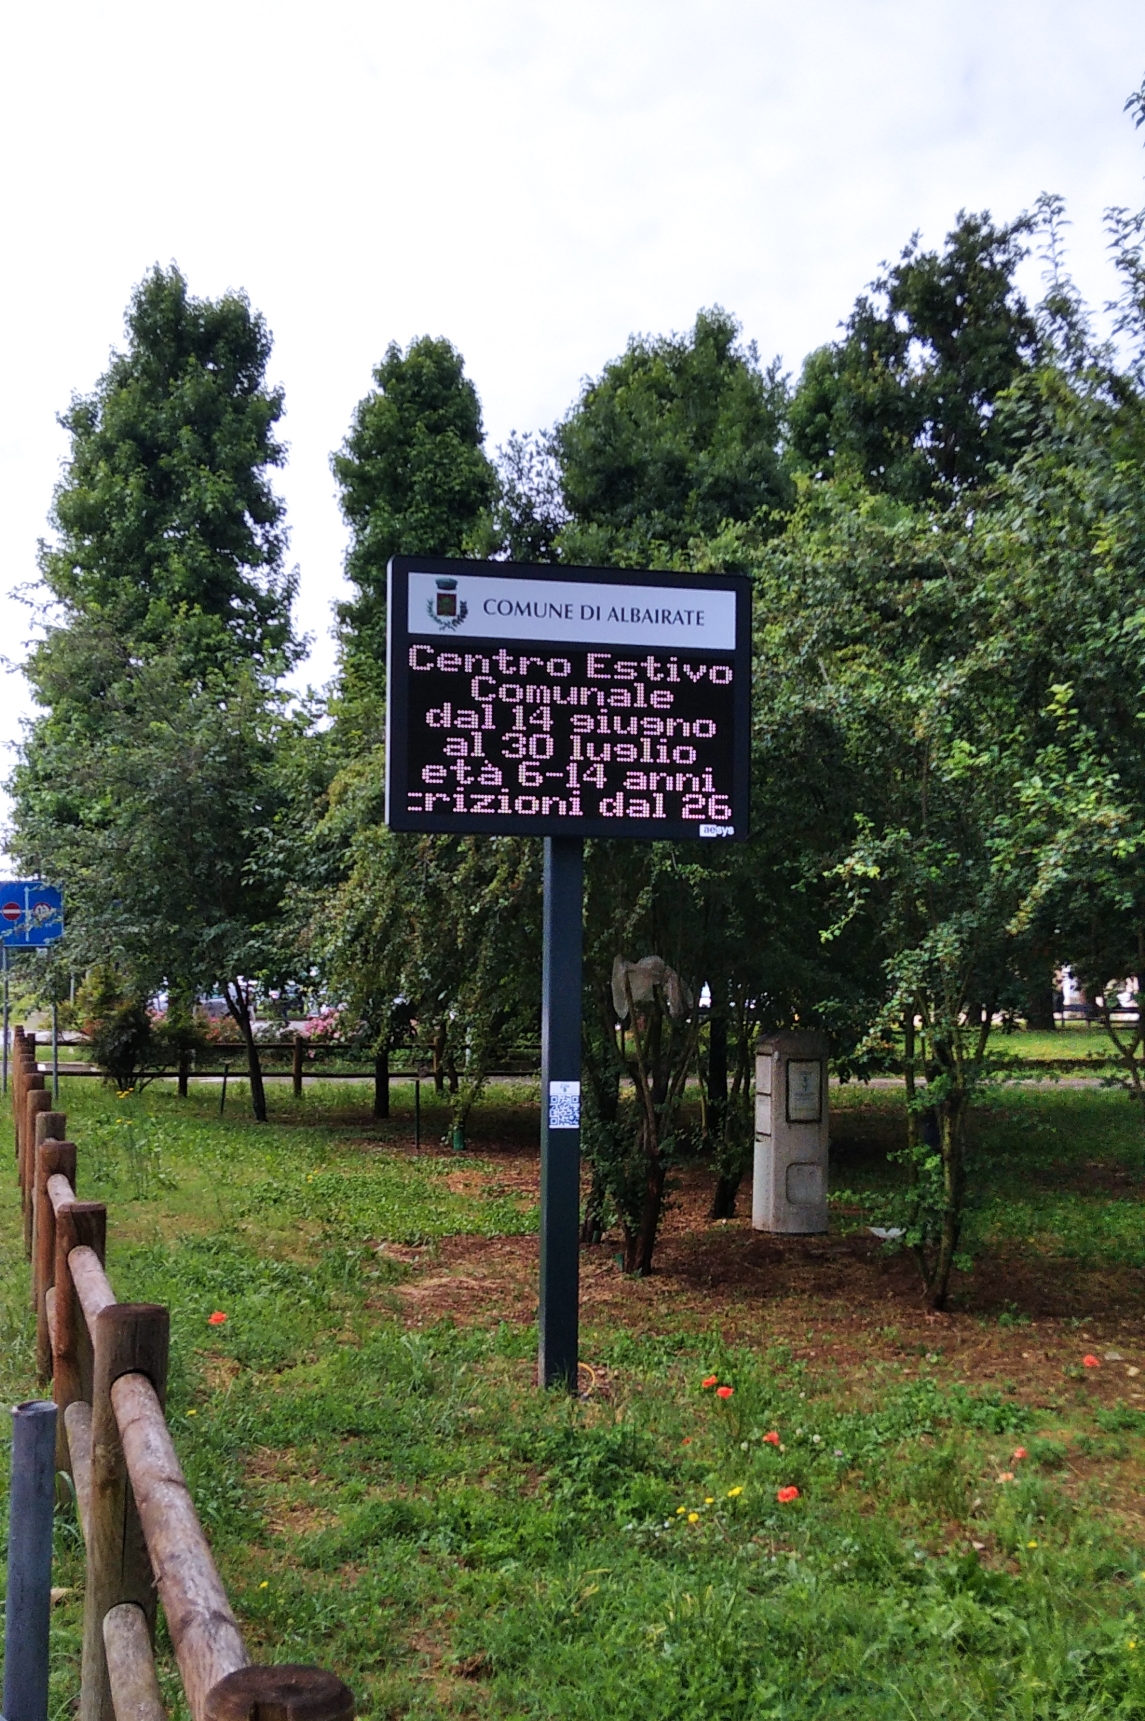 COMUNE DI ALBAIRATE
Centro Estivo
Comunale
dal 14 giugno
al 30 luglio
età 6-14 anni
crizioni dal 26
aesys